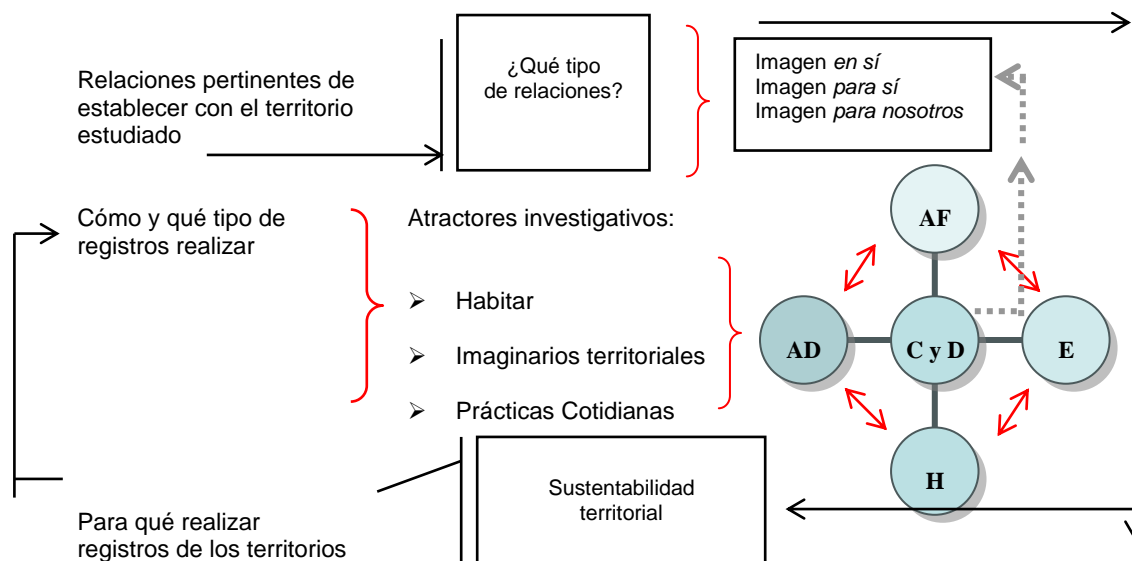 Relaciones pertinentes de
establecer con el territorio
estudiado
¿Qué tipo
de relaciones?
Imagen en sí
Imagen para sí
Imagen para nosotros
Cómo y qué tipo de
registros realizar
Atractores investigativos:
➢ Habitar
➢ Imaginarios territoriales
➢ Prácticas Cotidianas
AF
AD
C y D
E
H
Para qué realizar
registros de los territorios
Sustentabilidad
territorial